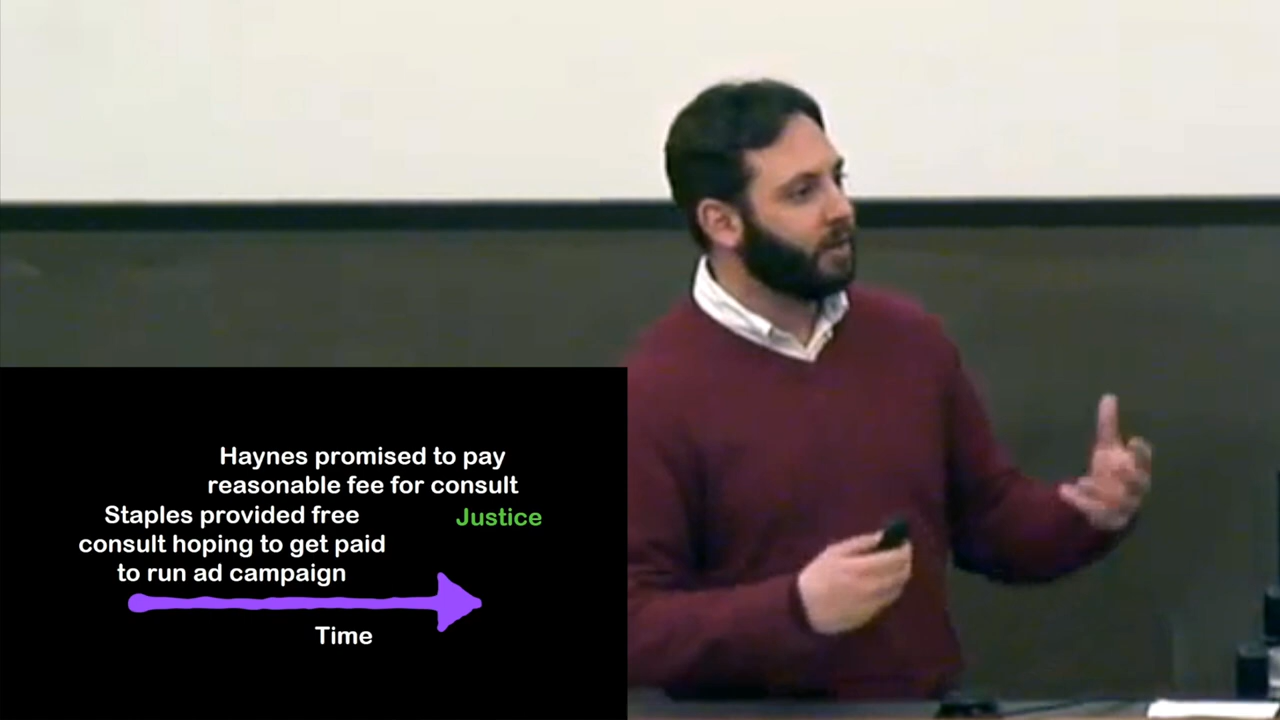 Haynes promised to pay
reasonable fee for consult
Staples provided free
consult hoping to get paid
to run ad campaign
Justice
Time